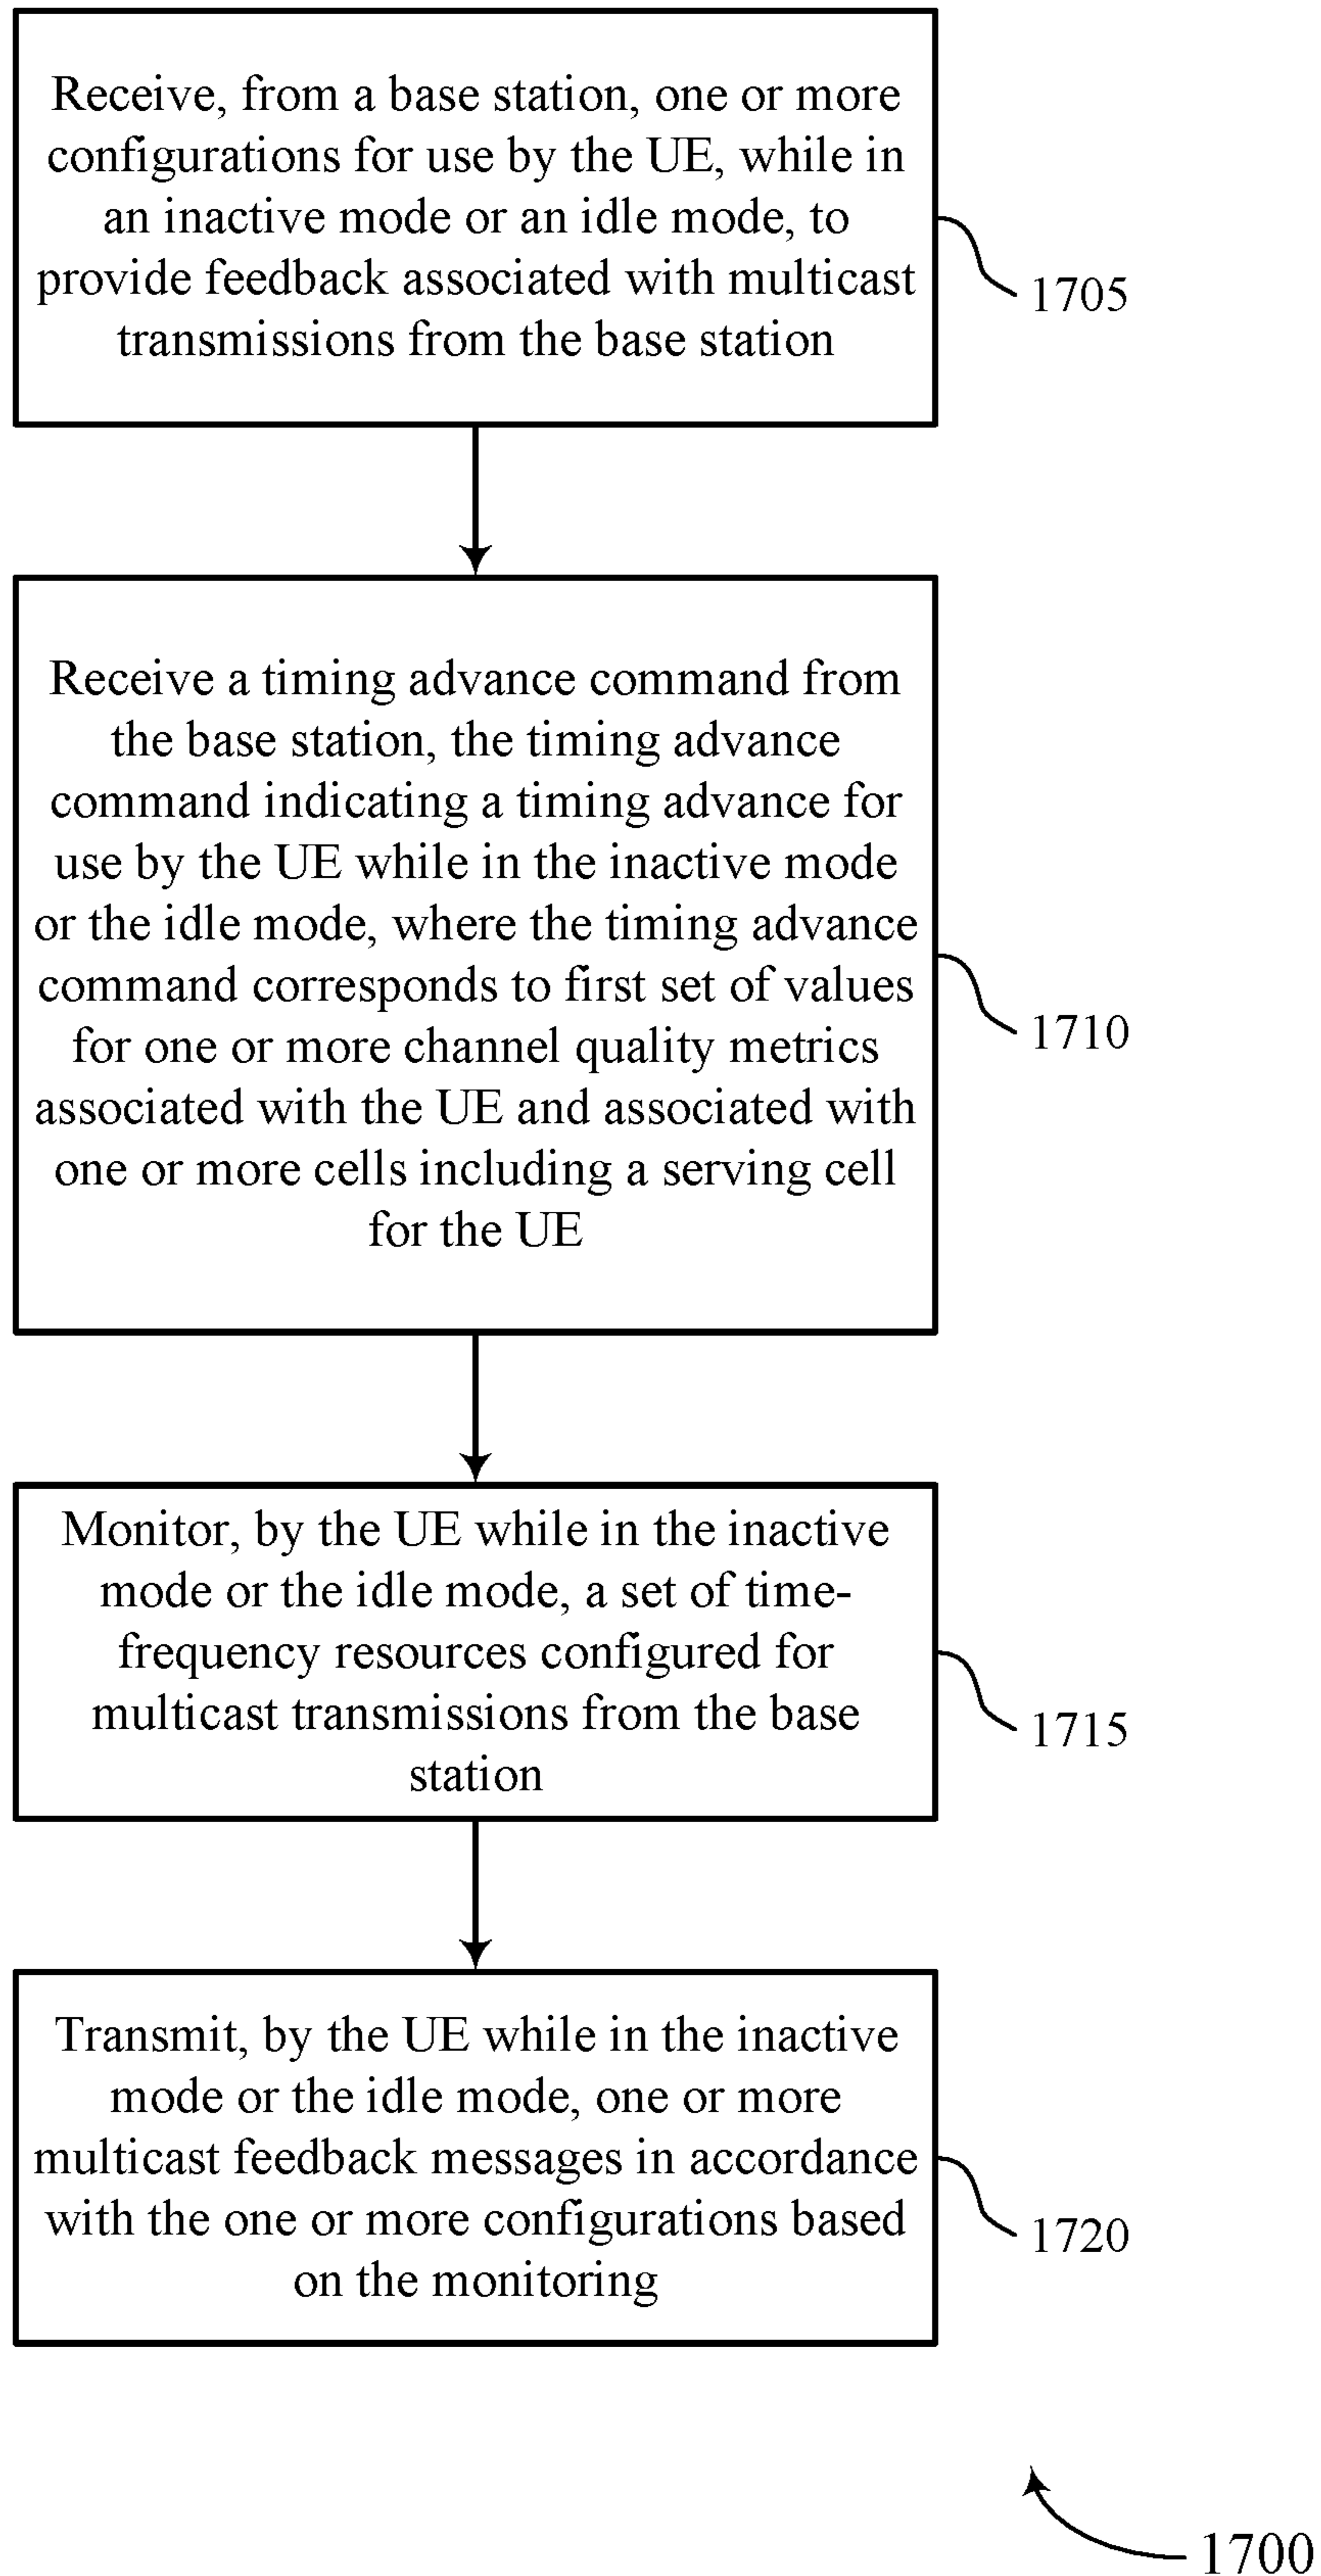 Receive, from a base station, one or more
configurations for use by the UE, while in
an inactive mode or an idle mode, to
provide feedback associated with multicast
transmissions from the base station
1705
Receive a timing advance command from
the base station, the timing advance
command indicating a timing advance for
use by the UE while in the inactive mode
or the idle mode, where the timing advance
command corresponds to first set of values
for one or more channel quality metrics
associated with the UE and associated with
one or more cells including a serving cell
for the UE
1710
Monitor, by the UE while in the inactive
mode or the idle mode, a set of time-
frequency resources configured for
multicast transmissions from the base
station
1715
Transmit, by the UE while in the inactive
mode or the idle mode, one or more
multicast feedback messages in accordance
with the one or more configurations based
on the monitoring
1720
1700